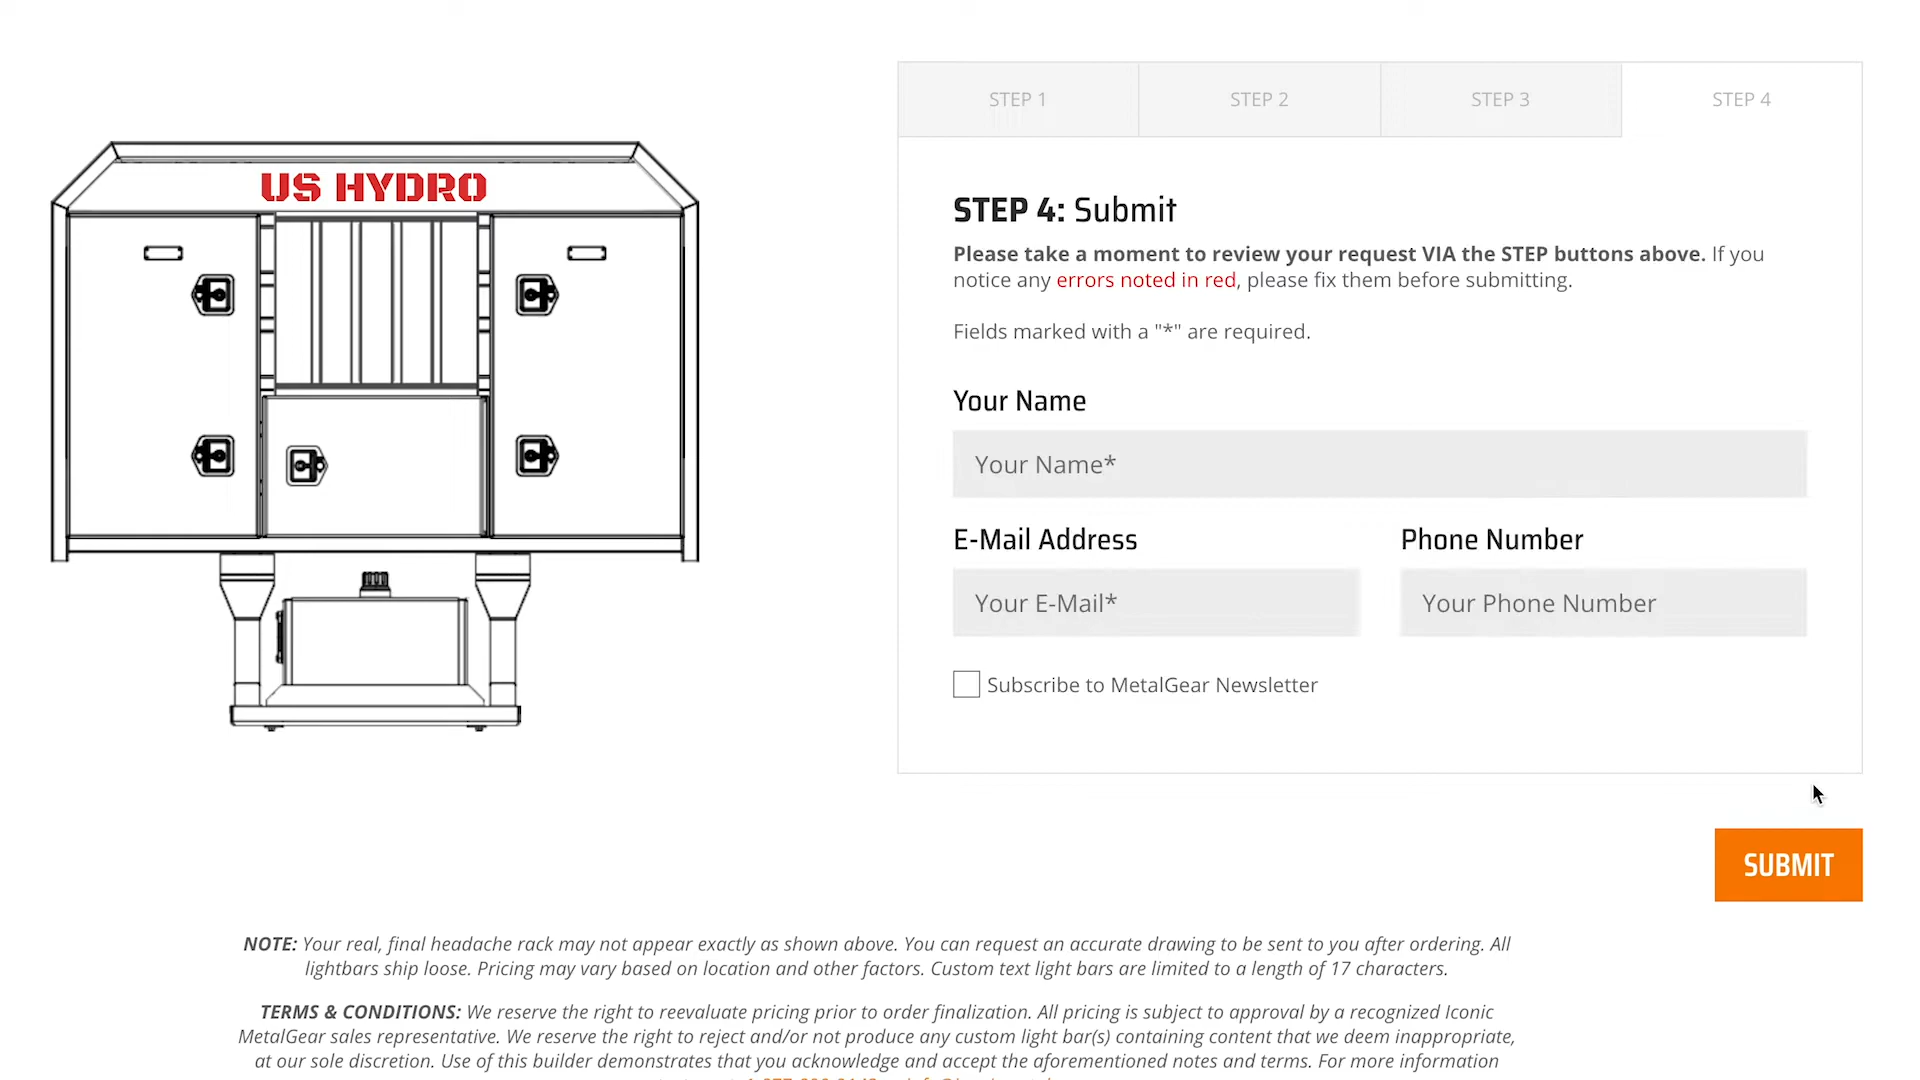 STEP 1
STEP 2
STEP 3
STEP 4
US HYDRO
STEP 4: Submit
Please take a moment to review your request VIA the STEP buttons above. If you
notice any errors noted in red, please fix them before submitting.
Fields marked with a "*" are required.
Your Name
Your Name*
E-Mail Address
Phone Number
Your E-Mail*
Your Phone Number
Subscribe to MetalGear Newsletter
SUBMIT
NOTE: Your real, final headache rack may not appear exactly as shown above. You can request an accurate drawing to be sent to you after ordering. All
lightbars ship loose. Pricing may vary based on location and other factors. Custom text light bars are limited to a length of 17 characters.
TERMS & CONDITIONS: We reserve the right to reevaluate pricing prior to order finalization. All pricing is subject to approval by a recognized Iconic
MetalGear sales representative. We reserve the right to reject and/or not produce any custom light bar(s) containing content that we deem inappropriate,
at our sole discretion. Use of this builder demonstrates that you acknowledge and accept the aforementioned notes and terms. For more information